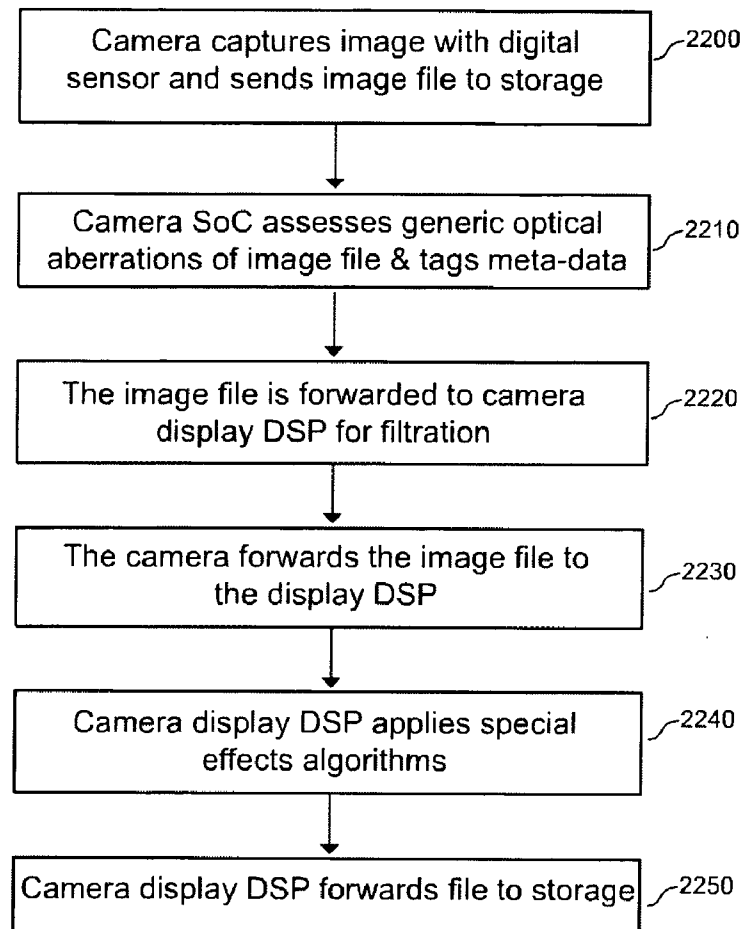 Camera captures image with digital
sensor and sends image file to storage
2200
Camera SoC assesses generic optical
aberrations of image file & tags meta-data
2210
The image file is forwarded to camera
display DSP for filtration
2220
The camera forwards the image file to
the display DSP
2230
Camera display DSP applies special
effects algorithms
2240
Camera display DSP forwards file to storage
2250